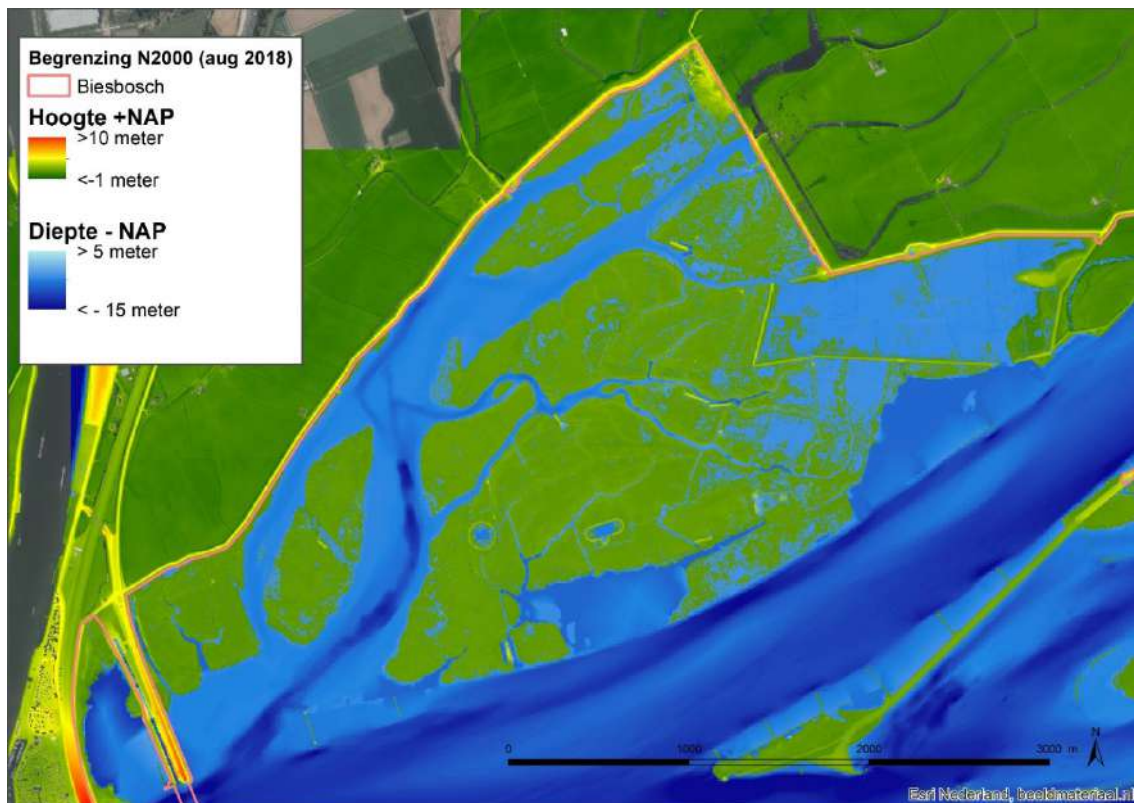 Begrenzing N2000 (aug 2018)
Biesbosch
Hoogte +NAP
>10 meter
<-1 meter
Diepte - NAP
> 5 meter
< - 15 meter
N
0 1000 2000 3000 m
Esri Nederland, beeldmateriaal.nl